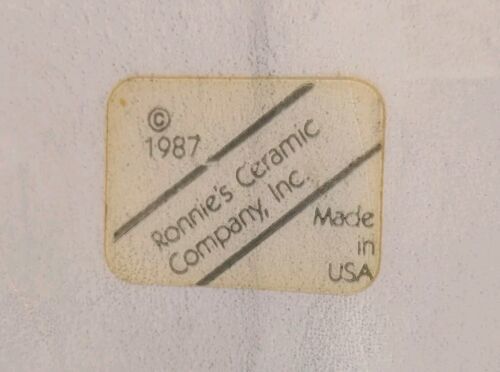 ©
1987
Ronnie's Ceramic
Company, Inc.
Made
in
USA